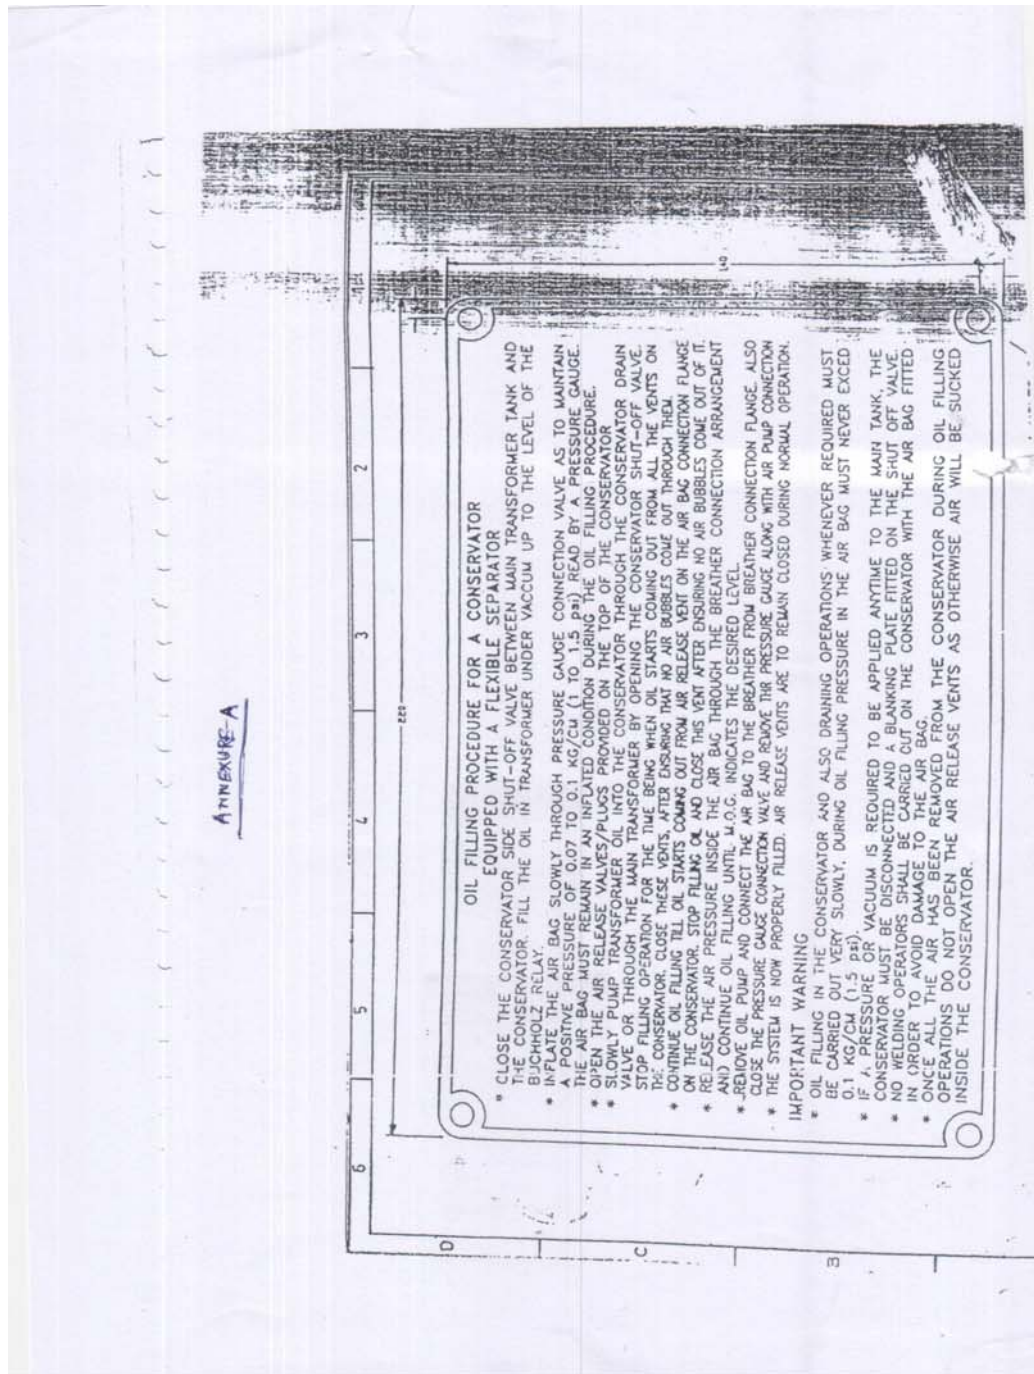 ANNEXURE-A
6
5
4
3
2
D
C
B
220
140
OIL FILLING PROCEDURE FOR A CONSERVATOR
EQUIPPED WITH A FLEXIBLE SEPARATOR
* CLOSE THE CONSERVATOR SIDE SHUT-OFF VALVE BETWEEN MAIN TRANSFORMER TANK AND
THE CONSERVATOR. FILL THE OIL IN TRANSFORMER UNDER VACCUM UP TO THE LEVEL OF THE
BUCHHOLZ RELAY.
* INFLATE THE AIR BAG SLOWLY THROUGH PRESSURE GAUGE CONNECTION VALVE AS TO MAINTAIN
A POSITIVE PRESSURE OF 0.07 TO 0.1 KG/CM (1 TO 1.5 psi) READ BY A PRESSURE GAUGE.
THE AIR BAG MUST REMAIN IN AN INFLATED CONDITION DURING THE OIL FILLING PROCEDURE.
* OPEN THE AIR RELEASE VALVES/PLUGS PROVIDED ON THE TOP OF THE CONSERVATOR
* SLOWLY PUMP TRANSFORMER OIL INTO THE CONSERVATOR THROUGH THE CONSERVATOR DRAIN
VALVE OR THROUGH THE MAIN TRANSFORMER BY OPENING THE CONSERVATOR SHUT-OFF VALVE.
STOP FILLING OPERATION FOR THE TIME BEING WHEN OIL STARTS COMING OUT FROM ALL THE VENTS ON
THE CONSERVATOR. CLOSE THESE VENTS, AFTER ENSURING THAT NO AIR BUBBLES COME OUT THROUGH THEM.
* CONTINUE OIL FILLING TILL OIL STARTS COMING OUT FROM AIR RELEASE VENT ON THE AIR BAG CONNECTION FLANGE
ON THE CONSERVATOR. STOP FILLING OIL AND CLOSE THIS VENT AFTER ENSURING NO AIR BUBBLES COME OUT OF IT.
* RELEASE THE AIR PRESSURE INSIDE THE AIR BAG THROUGH THE BREATHER CONNECTION ARRANGEMENT
AND CONTINUE OIL FILLING UNTIL M.O.G. INDICATES THE DESIRED LEVEL.
* REMOVE OIL PUMP AND CONNECT THE AIR BAG TO THE BREATHER FROM BREATHER CONNECTION FLANGE. ALSO
CLOSE THE PRESSURE GAUGE CONNECTION VALVE AND REMOVE THR PRESSURE GAUGE ALONG WITH AIR PUMP CONNECTION
* THE SYSTEM IS NOW PROPERLY FILLED. AIR RELEASE VENTS ARE TO REMAIN CLOSED DURING NORMAL OPERATION.
IMPORTANT WARNING
* OIL FILLING IN THE CONSERVATOR AND ALSO DRAINING OPERATIONS WHENEVER REQUIRED MUST
BE CARRIED OUT VERY SLOWLY. DURING OIL FILLING PRESSURE IN THE AIR BAG MUST NEVER EXCED
0.1 KG/CM (1.5 psi).
* IF A PRESSURE OR VACUUM IS REQUIRED TO BE APPLIED ANYTIME TO THE MAIN TANK, THE
CONSERVATOR MUST BE DISCONNECTED AND A BLANKING PLATE FITTED ON THE SHUT OFF VALVE.
* NO WELDING OPERATORS SHALL BE CARRIED OUT ON THE CONSERVATOR WITH THE AIR BAG FITTED
IN ORDER TO AVOID DAMAGE TO THE AIR BAG.
* ONCE ALL THE AIR HAS BEEN REMOVED FROM THE CONSERVATOR DURING OIL FILLING
OPERATIONS DO NOT OPEN THE AIR RELEASE VENTS AS OTHERWISE AIR WILL BE SUCKED
INSIDE THE CONSERVATOR.